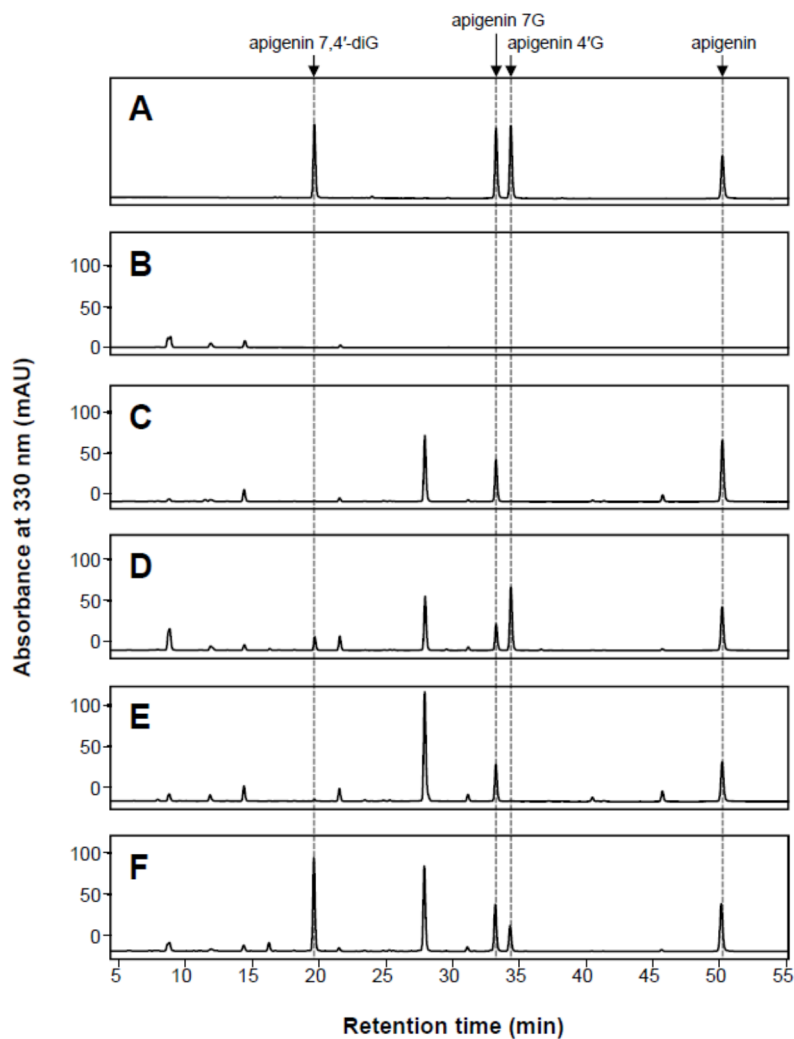 apigenin 7G
apigenin 7,4′-diG
apigenin 4′G
apigenin
A
B
100
50
0
C
100
50
0
D
100
50
0
E
100
50
0
F
100
50
0
Absorbance at 330 nm (mAU)
5 10 15 20 25 30 35 40 45 50 55
Retention time (min)